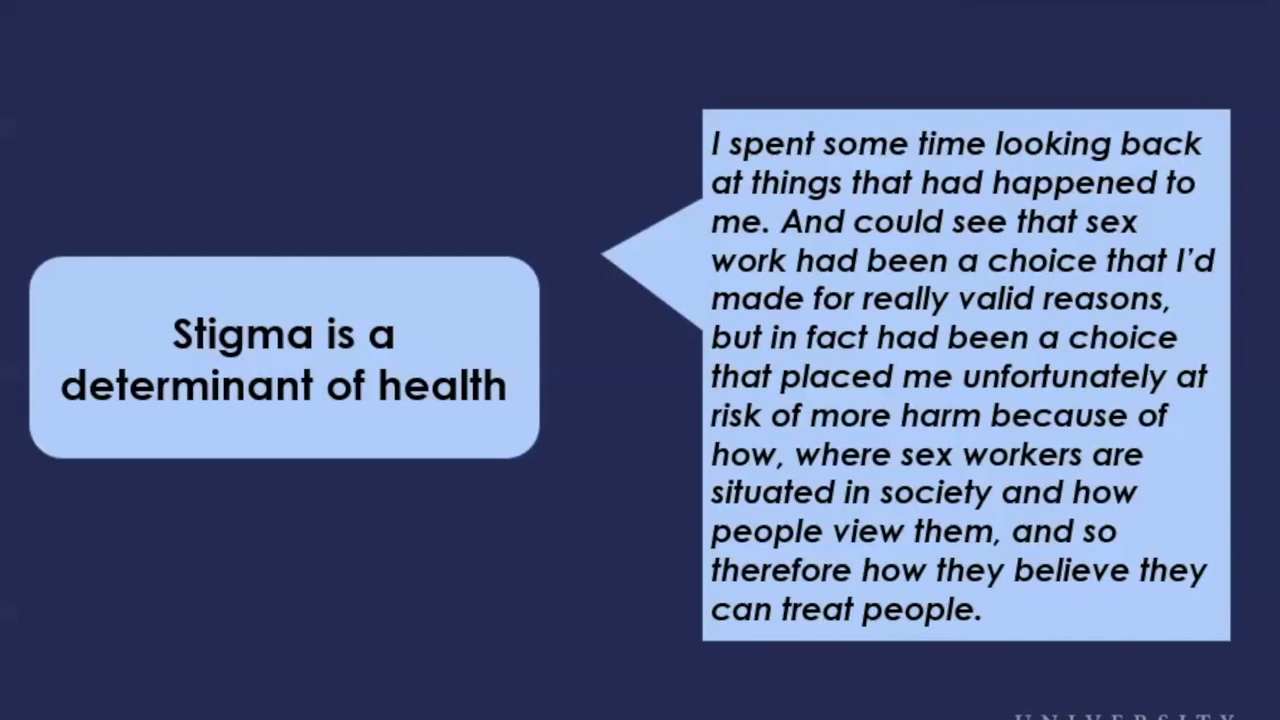 Stigma is a
determinant of health
I spent some time looking back
at things that had happened to
me. And could see that sex
work had been a choice that I'd
made for really valid reasons,
but in fact had been a choice
that placed me unfortunately at
risk of more harm because of
how, where sex workers are
situated in society and how
people view them, and so
therefore how they believe they
can treat people.
UNIVERSITY